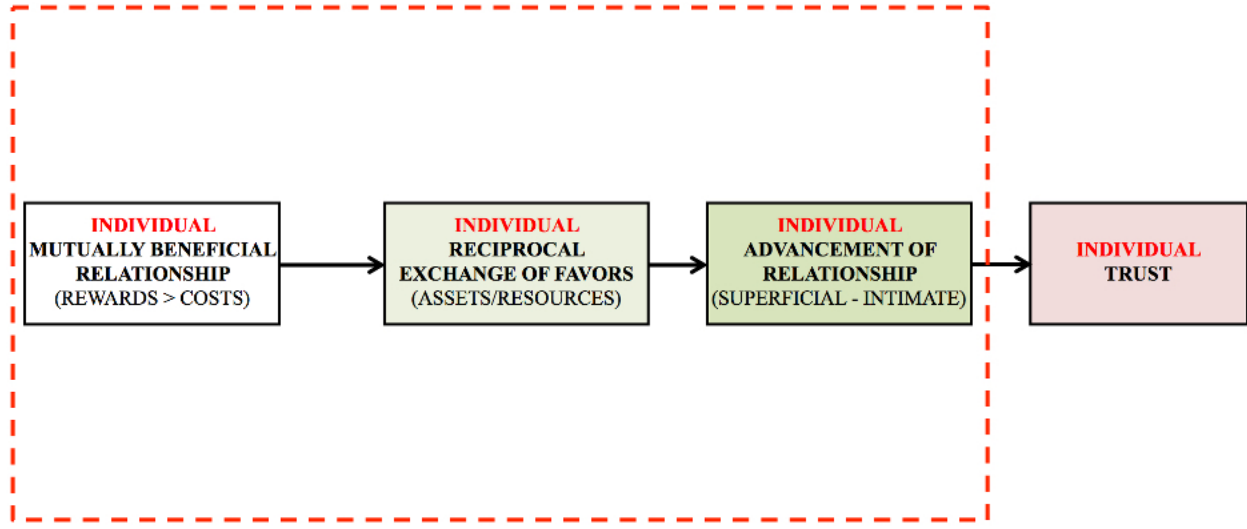 INDIVIDUAL
MUTUALLY BENEFICIAL
RELATIONSHIP
(REWARDS > COSTS)
INDIVIDUAL
RECIPROCAL
EXCHANGE OF FAVORS
(ASSETS/RESOURCES)
INDIVIDUAL
ADVANCEMENT OF
RELATIONSHIP
(SUPERFICIAL - INTIMATE)
INDIVIDUAL
TRUST